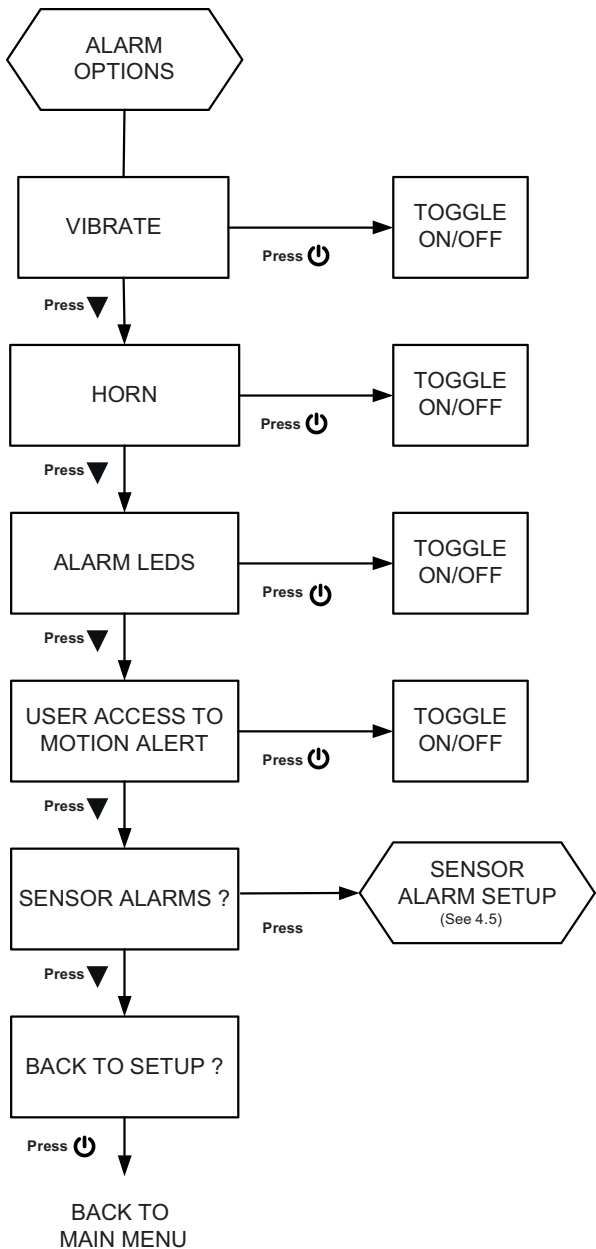 ALARM
OPTIONS
VIBRATE
Press
TOGGLE
ON/OFF
Press
HORN
Press
TOGGLE
ON/OFF
Press
ALARM LEDS
Press
TOGGLE
ON/OFF
Press
USER ACCESS TO
MOTION ALERT
Press
TOGGLE
ON/OFF
Press
SENSOR ALARMS ?
Press
SENSOR
ALARM SETUP
(See 4.5)
Press
BACK TO SETUP ?
Press
BACK TO
MAIN MENU